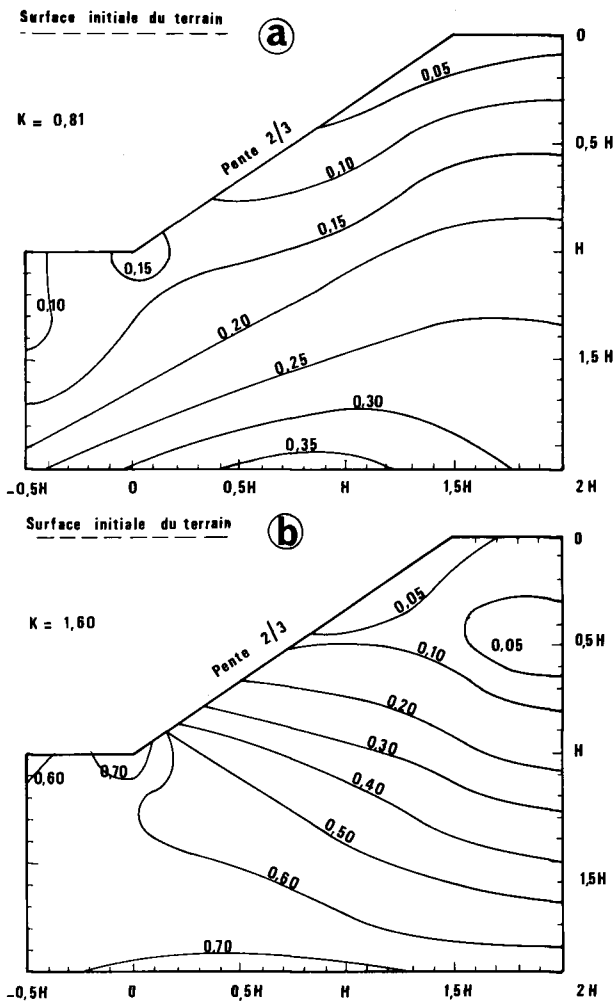 Surface initiale du terrain
a
K = 0,81
Pente 2/3
0,05
0,10
0,15
0,15
0,10
0,20
0,25
0,30
0,35
0
0,5 H
H
1,5 H
-0,5H 0 0,5H H 1,5H 2 H
Surface initiale du terrain
b
K = 1,60
Pente 2/3
0,05
0,05
0,10
0,20
0,30
0,40
0,50
0,60
0,70
0,60
0,70
0
0,5 H
H
1,5H
-0,5H 0 0,5H H 1,5H 2 H